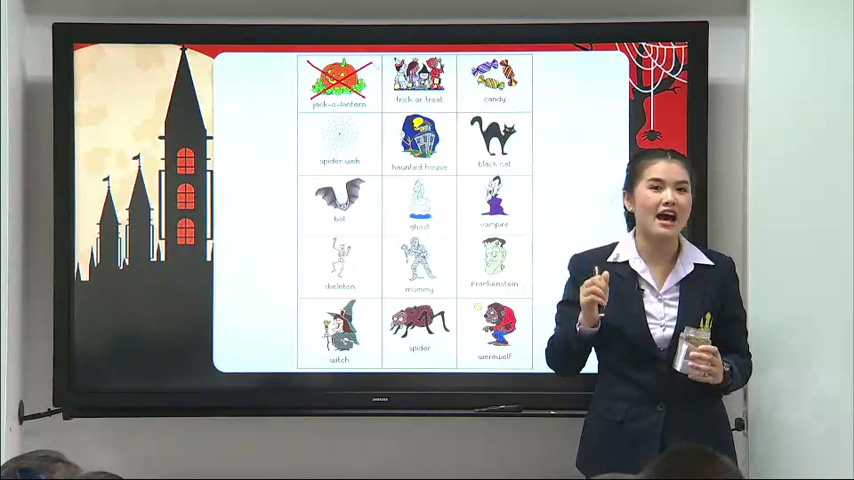 jack-o-lantern trick or treat candy
spider web haunted house black cat
bat ghost vampire
skeleton mummy frankenstein
witch spider werewolf
SAMSUNG